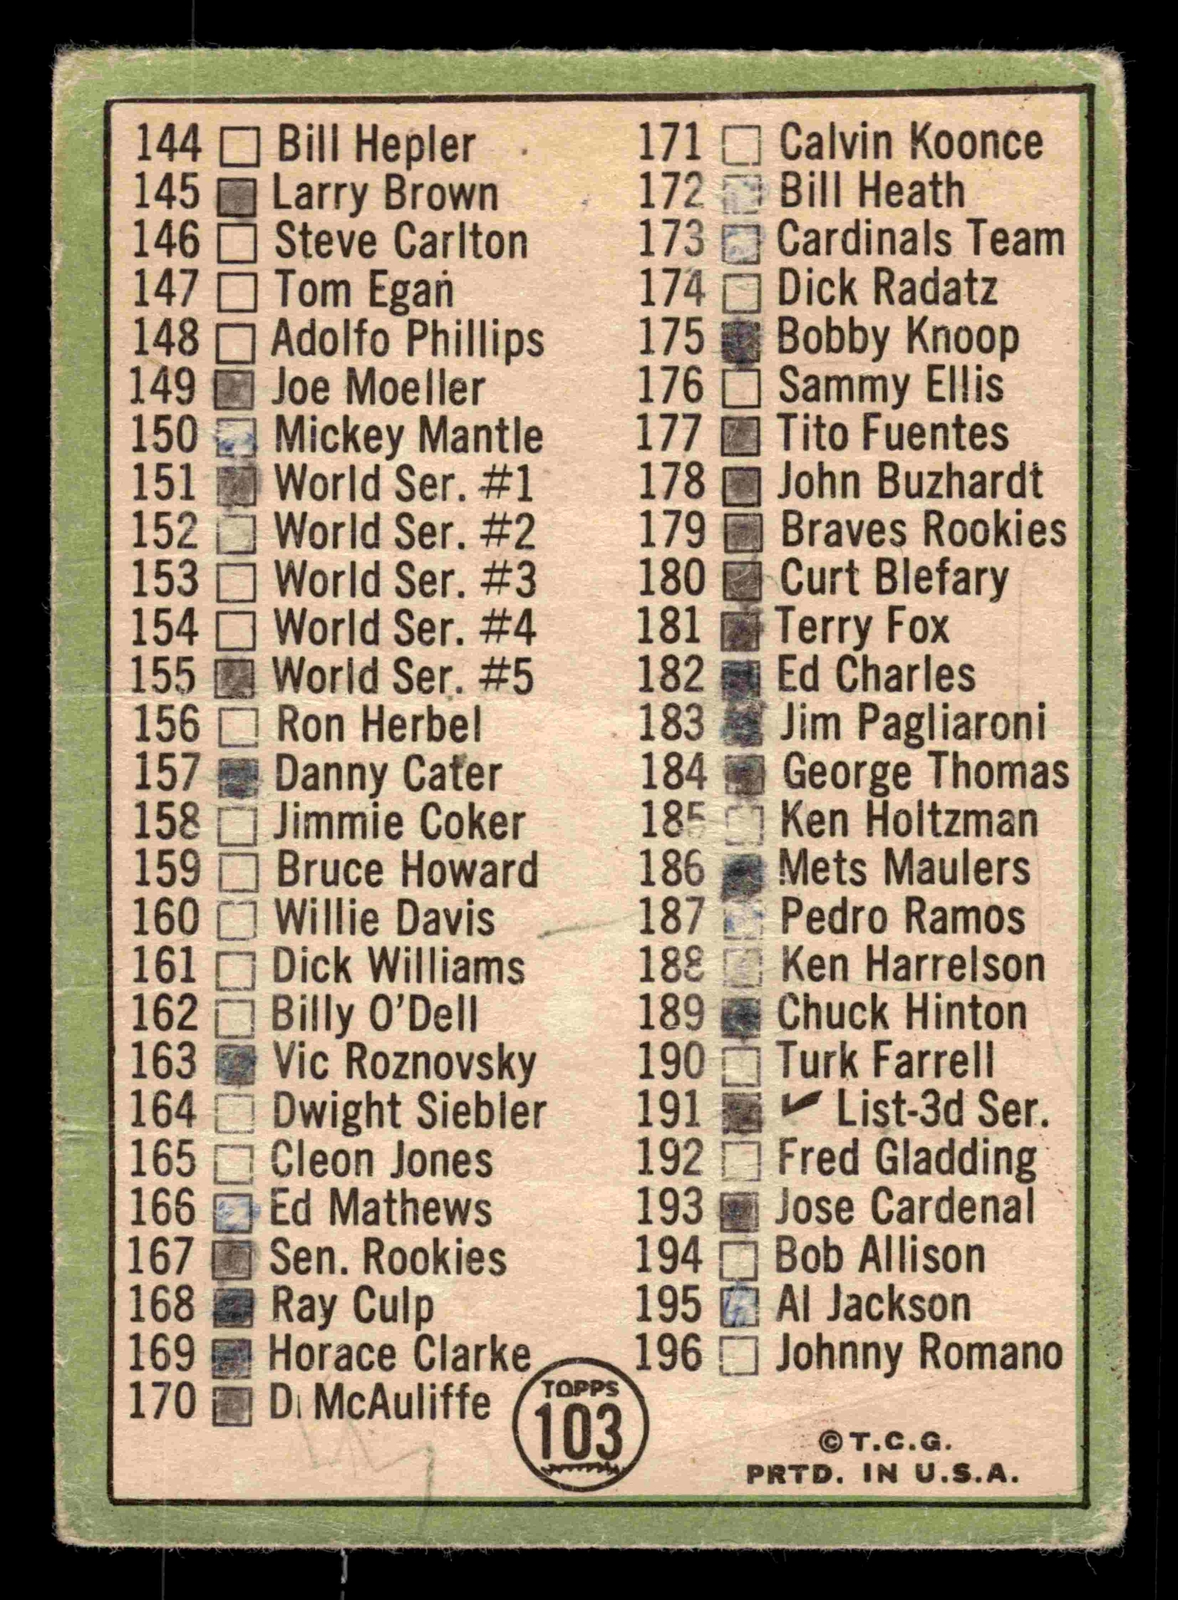 144 Bill Hepler
145 Larry Brown
146 Steve Carlton
147 Tom Egan
148 Adolfo Phillips
149 Joe Moeller
150 Mickey Mantle
151 World Ser. #1
152 World Ser. #2
153 World Ser. #3
154 World Ser. #4
155 World Ser. #5
156 Ron Herbel
157 Danny Cater
158 Jimmie Coker
159 Bruce Howard
160 Willie Davis
161 Dick Williams
162 Billy O'Dell
163 Vic Roznovsky
164 Dwight Siebler
165 Cleon Jones
166 Ed Mathews
167 Sen. Rookies
168 Ray Culp
169 Horace Clarke
170 D. McAuliffe
171 Calvin Koonce
172 Bill Heath
173 Cardinals Team
174 Dick Radatz
175 Bobby Knoop
176 Sammy Ellis
177 Tito Fuentes
178 John Buzhardt
179 Braves Rookies
180 Curt Blefary
181 Terry Fox
182 Ed Charles
183 Jim Pagliaroni
184 George Thomas
185 Ken Holtzman
186 Mets Maulers
187 Pedro Ramos
188 Ken Harrelson
189 Chuck Hinton
190 Turk Farrell
191 ✔ List-3d Ser.
192 Fred Gladding
193 Jose Cardenal
194 Bob Allison
195 Al Jackson
196 Johnny Romano
TOPPS
103
© T.C.G.
PRTD. IN U.S.A.